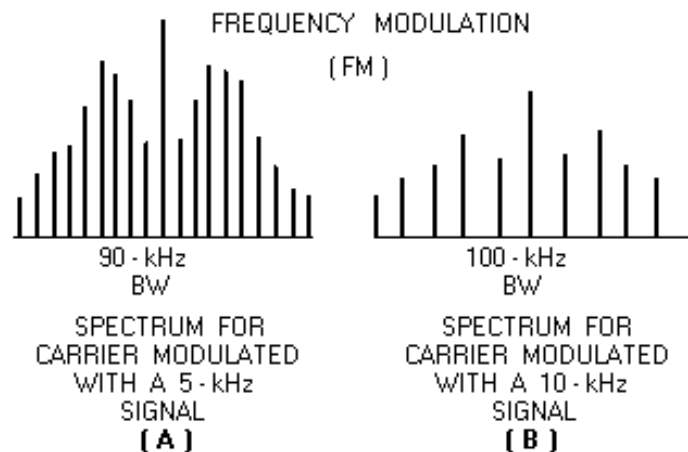 FREQUENCY MODULATION
(FM)
90-kHz
BW
SPECTRUM FOR
CARRIER MODULATED
WITH A 5-kHz
SIGNAL
(A)
100-kHz
BW
SPECTRUM FOR
CARRIER MODULATED
WITH A 10-kHz
SIGNAL
(B)